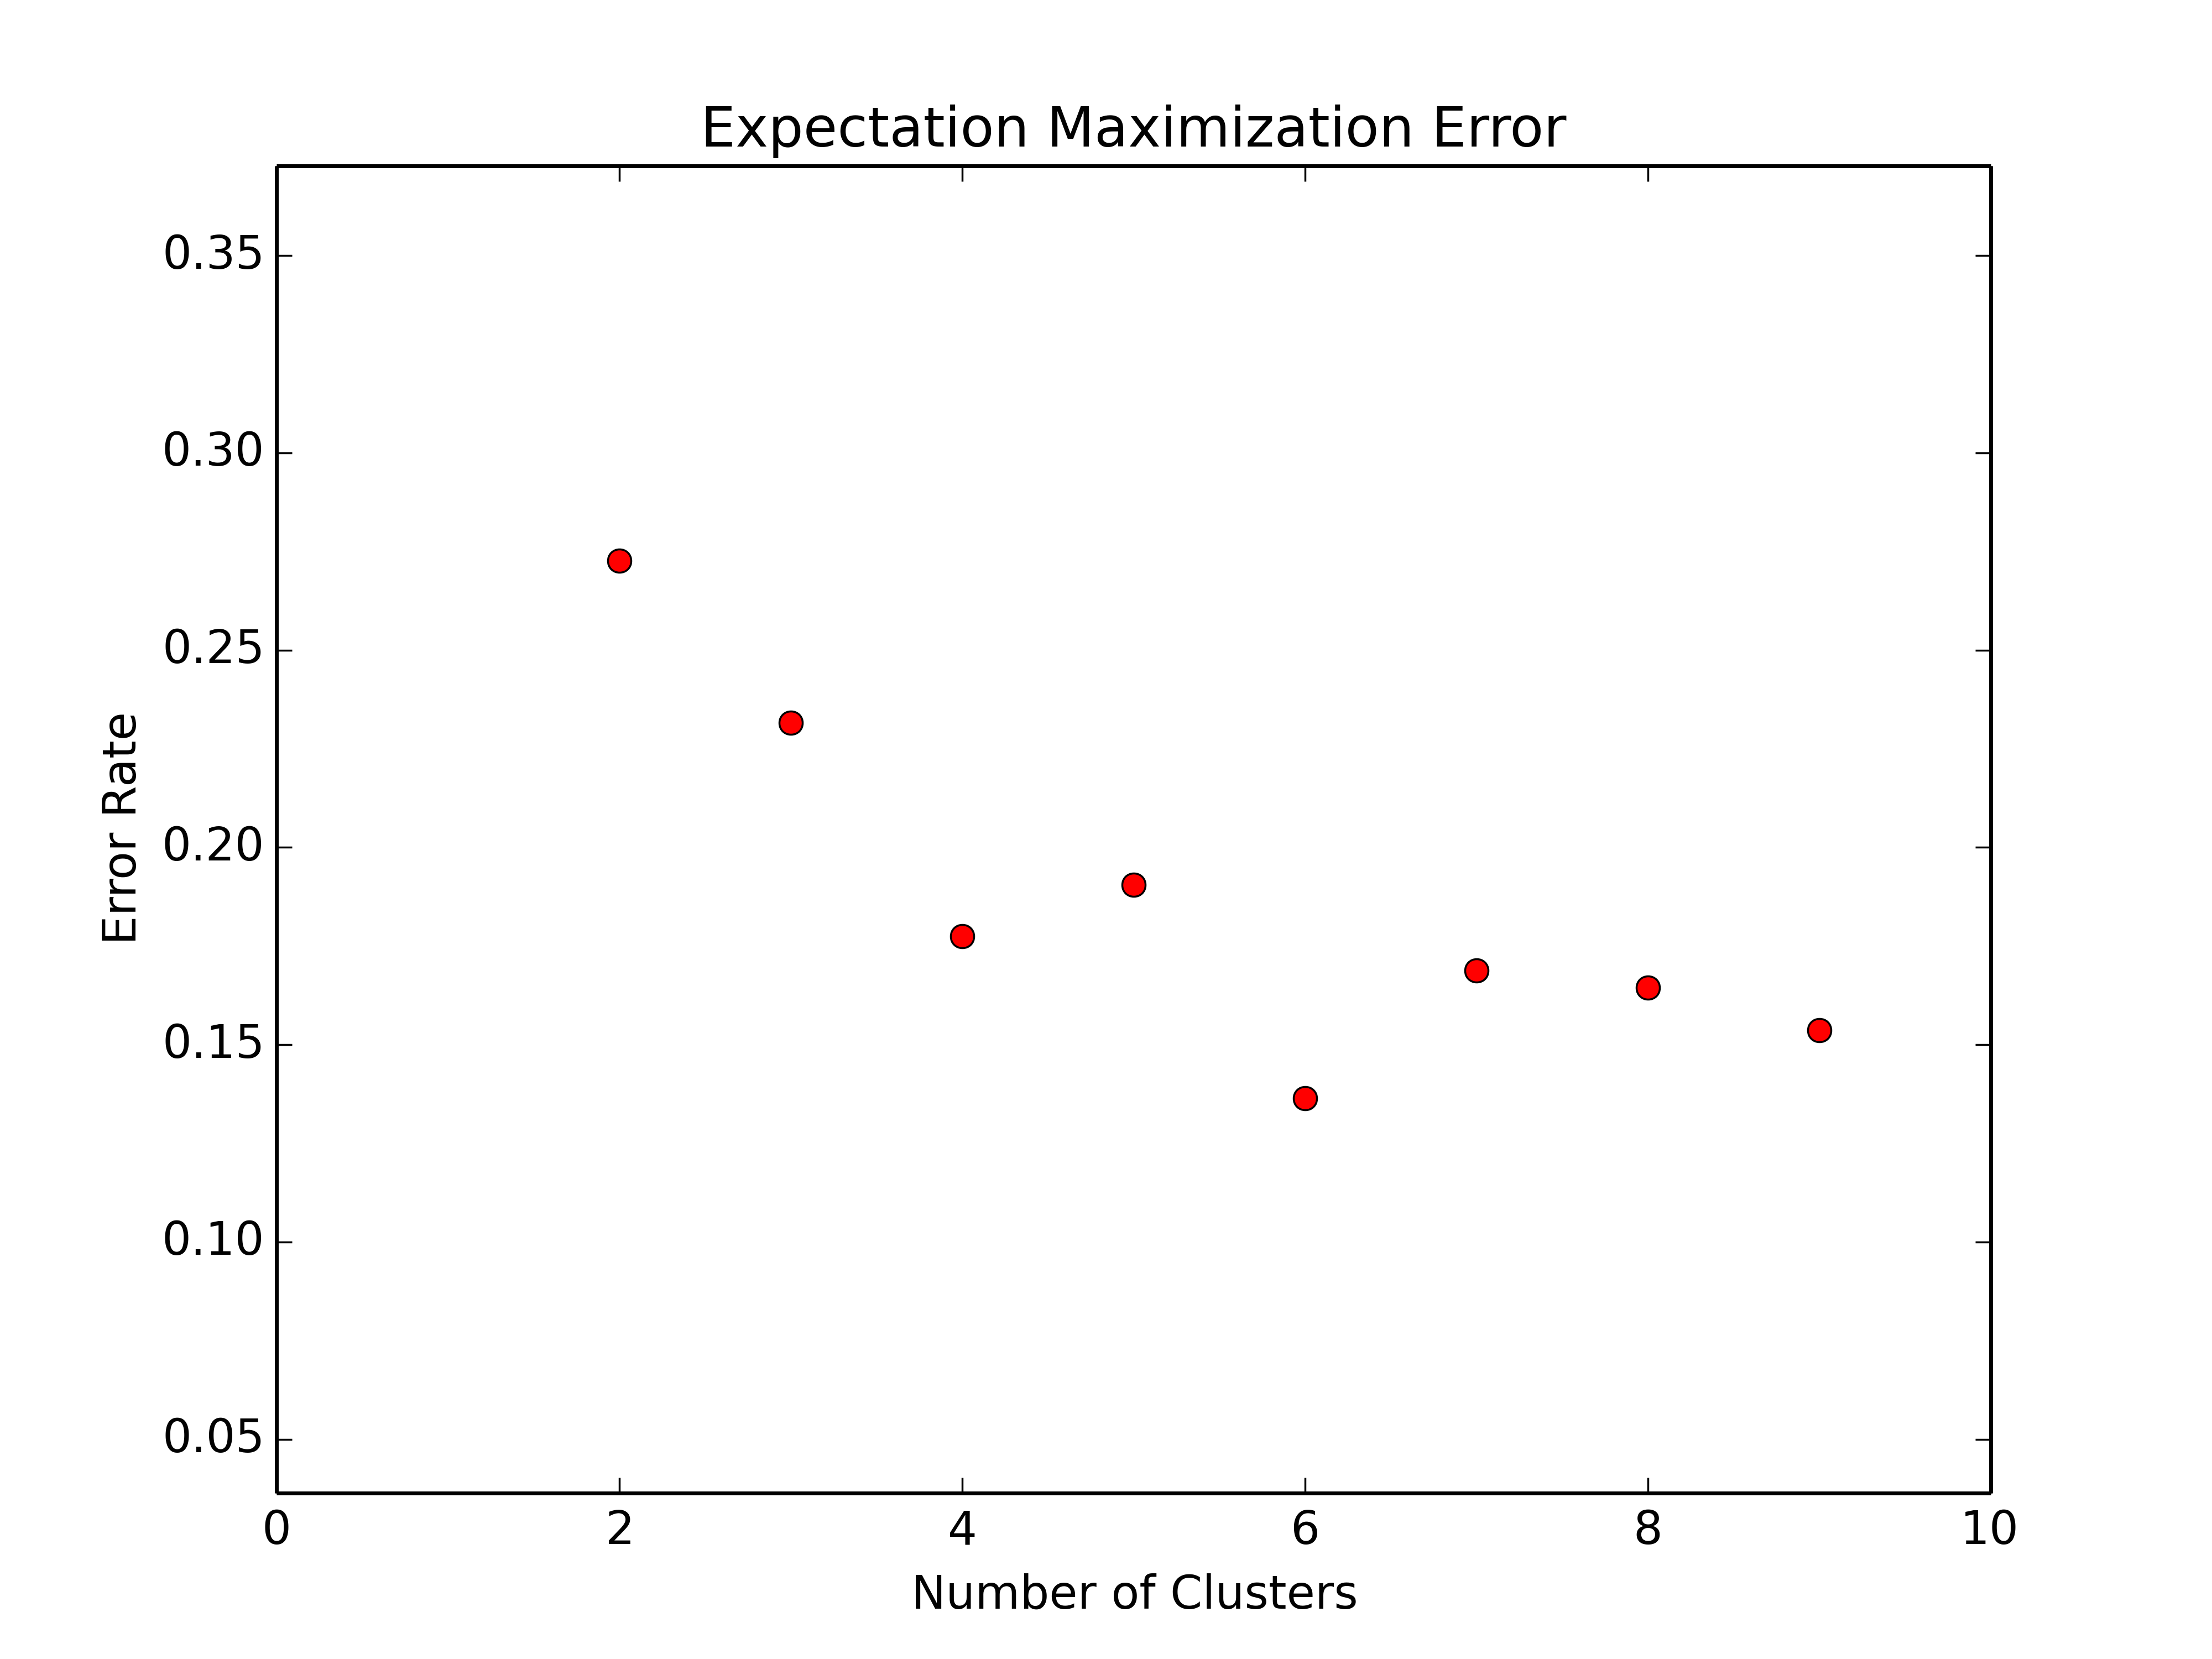 Expectation Maximization Error
0.35
0.30
0.25
0.20
0.15
0.10
0.05
Error Rate
0 2 4 6 8 10
Number of Clusters